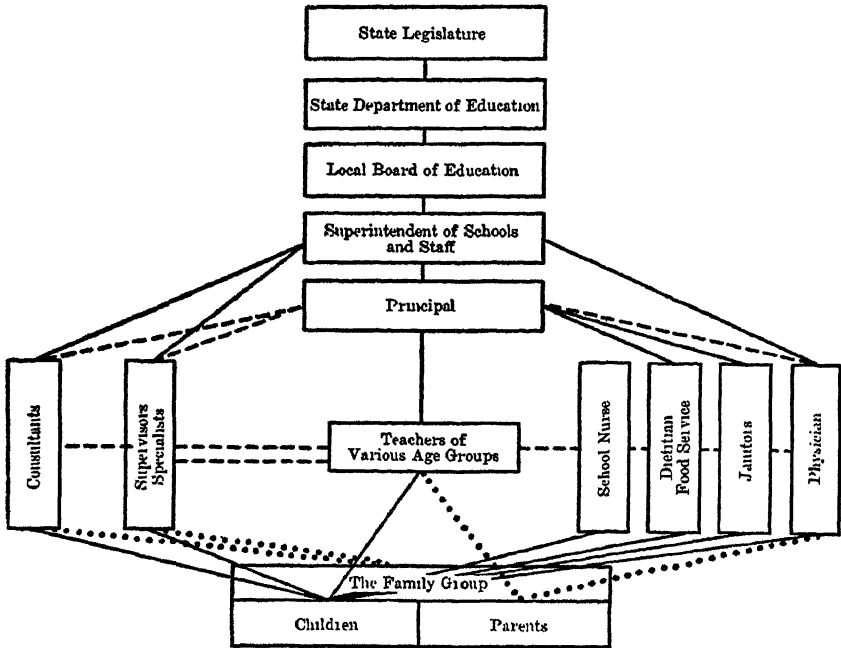 State Legislature
State Department of Education
Local Board of Education
Superintendent of Schools
and Staff
Principal
Consultants
Supervisors
Specialists
Teachers of
Various Age Groups
School Nurse
Dietitian
Food Service
Janitors
Physician
The Family Group
Children
Parents